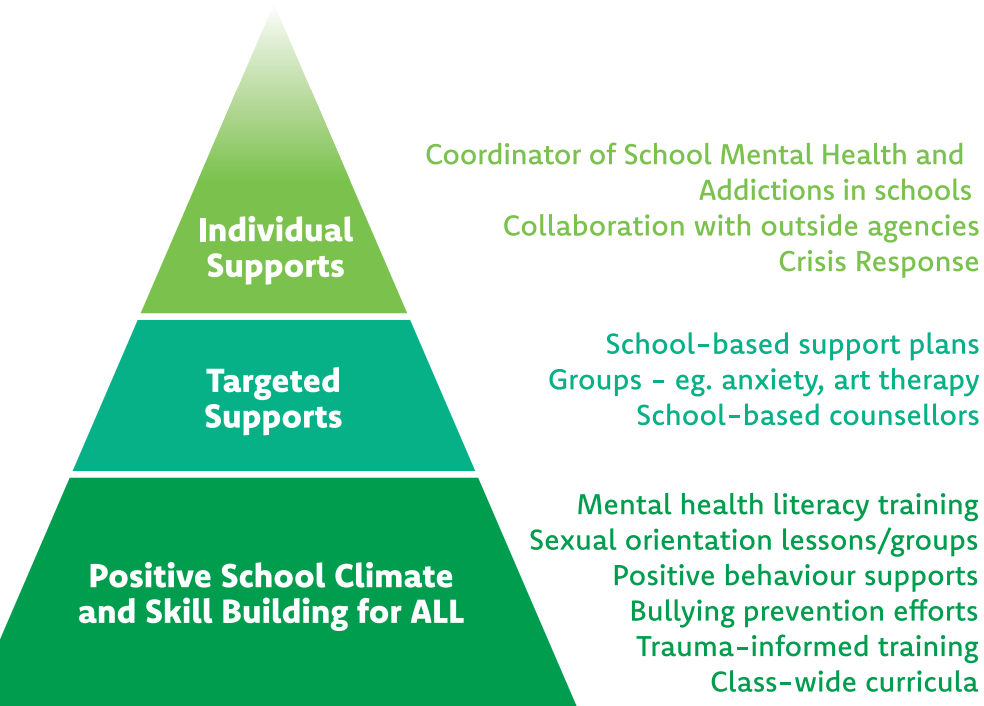 Individual
Supports
Coordinator of School Mental Health and
Addictions in schools
Collaboration with outside agencies
Crisis Response
Targeted
Supports
School-based support plans
Groups - eg. anxiety, art therapy
School-based counsellors
Positive School Climate
and Skill Building for ALL
Mental health literacy training
Sexual orientation lessons/groups
Positive behaviour supports
Bullying prevention efforts
Trauma-informed training
Class-wide curricula